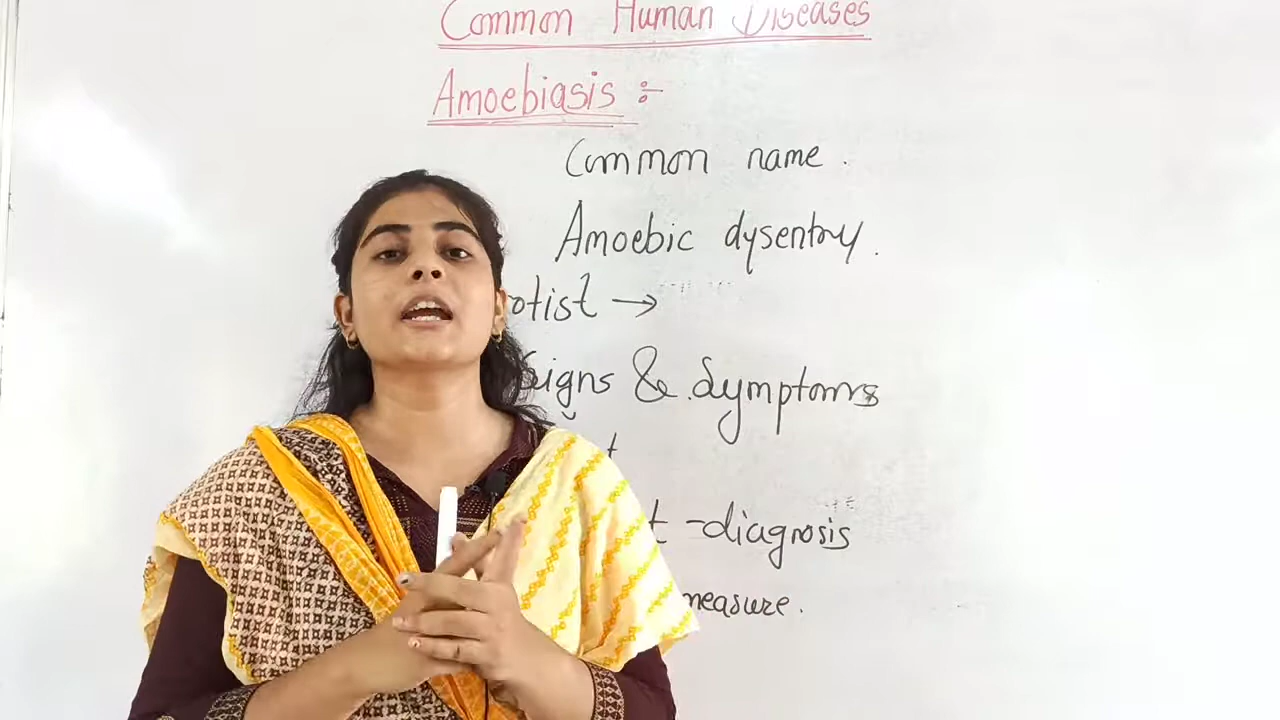 Common Human Diseases
Amoebiasis :-
Common name.
Amoebic dysentry.
otist →
Signs & Symptoms
t
t - diagnosis
measure.